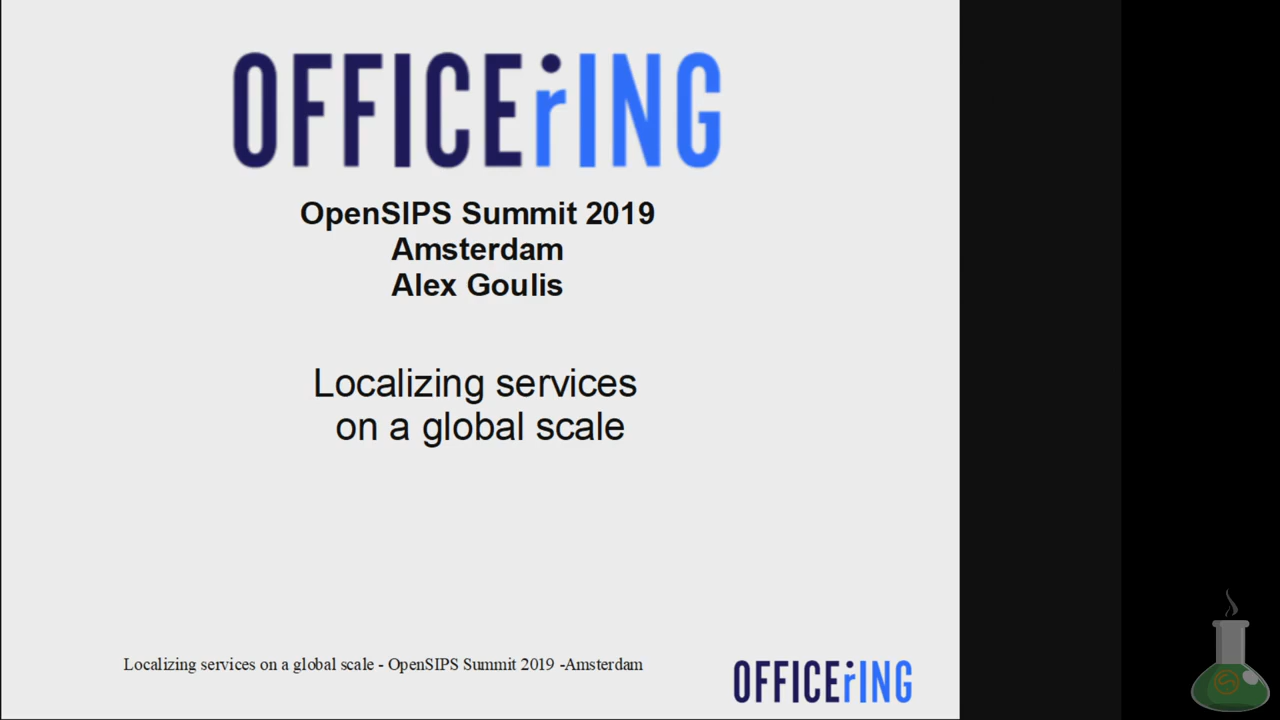 OFFICErING
OpenSIPS Summit 2019
Amsterdam
Alex Goulis
Localizing services
on a global scale
Localizing services on a global scale - OpenSIPS Summit 2019 -Amsterdam
OFFICErING